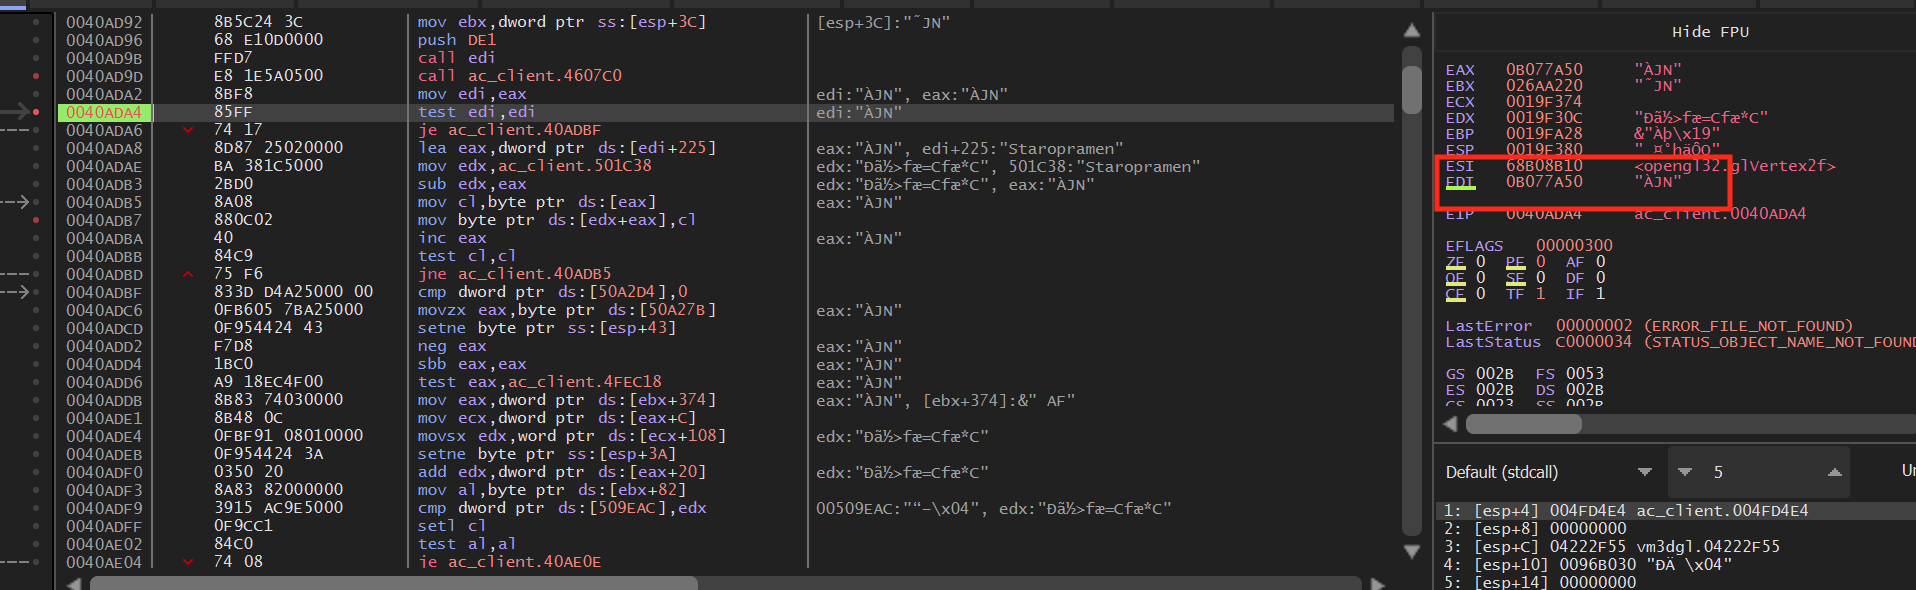 0040AD92 8B5C24 3C mov ebx,dword ptr ss:[esp+3C] [esp+3C]:"˜JN"
0040AD96 68 E10D0000 push DE1
0040AD9B FFD7 call edi
0040AD9D E8 1E5A0500 call ac_client.4607C0
0040ADA2 8BF8 mov edi,eax edi:"ÀJN", eax:"ÀJN"
0040ADA4 85FF test edi,edi edi:"ÀJN"
0040ADA6 74 17 je ac_client.40ADBF
0040ADA8 8D87 25020000 lea eax,dword ptr ds:[edi+225] eax:"ÀJN", edi+225:"Staropramen"
0040ADAE BA 381C5000 mov edx,ac_client.501C38 edx:"Ðã½>fæ=Cfæ*C", 501C38:"Staropramen"
0040ADB3 2BD0 sub edx,eax edx:"Ðã½>fæ=Cfæ*C", eax:"ÀJN"
0040ADB5 8A08 mov cl,byte ptr ds:[eax] eax:"ÀJN"
0040ADB7 880C02 mov byte ptr ds:[edx+eax],cl
0040ADBA 40 inc eax eax:"ÀJN"
0040ADBB 84C9 test cl,cl
0040ADBD 75 F6 jne ac_client.40ADB5
0040ADBF 833D D4A25000 00 cmp dword ptr ds:[50A2D4],0
0040ADC6 0FB605 7BA25000 movzx eax,byte ptr ds:[50A27B] eax:"ÀJN"
0040ADCD 0F954424 43 setne byte ptr ss:[esp+43]
0040ADD2 F7D8 neg eax eax:"ÀJN"
0040ADD4 1BC0 sbb eax,eax eax:"ÀJN"
0040ADD6 A9 18EC4F00 test eax,ac_client.4FEC18 eax:"ÀJN"
0040ADDB 8B83 74030000 mov eax,dword ptr ds:[ebx+374] eax:"ÀJN", [ebx+374]:&" AF"
0040ADE1 8B48 0C mov ecx,dword ptr ds:[eax+C]
0040ADE4 0FBF91 08010000 movsx edx,word ptr ds:[ecx+108] edx:"Ðã½>fæ=Cfæ*C"
0040ADEB 0F954424 3A setne byte ptr ss:[esp+3A]
0040ADF0 0350 20 add edx,dword ptr ds:[eax+20] edx:"Ðã½>fæ=Cfæ*C"
0040ADF3 8A83 82000000 mov al,byte ptr ds:[ebx+82]
0040ADF9 3915 AC9E5000 cmp dword ptr ds:[509EAC],edx 00509EAC:"“-\x04", edx:"Ðã½>fæ=Cfæ*C"
0040ADFF 0F9CC1 setl cl
0040AE02 84C0 test al,al
0040AE04 74 08 je ac_client.40AE0E
Hide FPU
EAX 0B077A50 "ÀJN"
EBX 026AA220 "˜JN"
ECX 0019F374
EDX 0019F30C "Ðã½>fæ=Cfæ*C"
EBP 0019FA28 &"Àþ\x19"
ESP 0019F380
ESI 68B08B10 <opengl32.glVertex2f>
EDI 0B077A50 "ÀJN"
EIP 0040ADA4 ac_client.0040ADA4
EFLAGS 00000300
ZF 0 PF 0 AF 0
OF 0 SF 0 DF 0
CF 0 TF 1 IF 1
LastError 00000002 (ERROR_FILE_NOT_FOUND)
LastStatus C0000034 (STATUS_OBJECT_NAME_NOT_FOUND
GS 002B FS 0053
ES 002B DS 002B
CS 0023 SS 002B
Default (stdcall) 5 Un
1: [esp+4] 004FD4E4 ac_client.004FD4E4
2: [esp+8] 00000000
3: [esp+C] 04222F55 vm3dgl.04222F55
4: [esp+10] 0096B030 "ÐÄ \x04"
5: [esp+14] 00000000